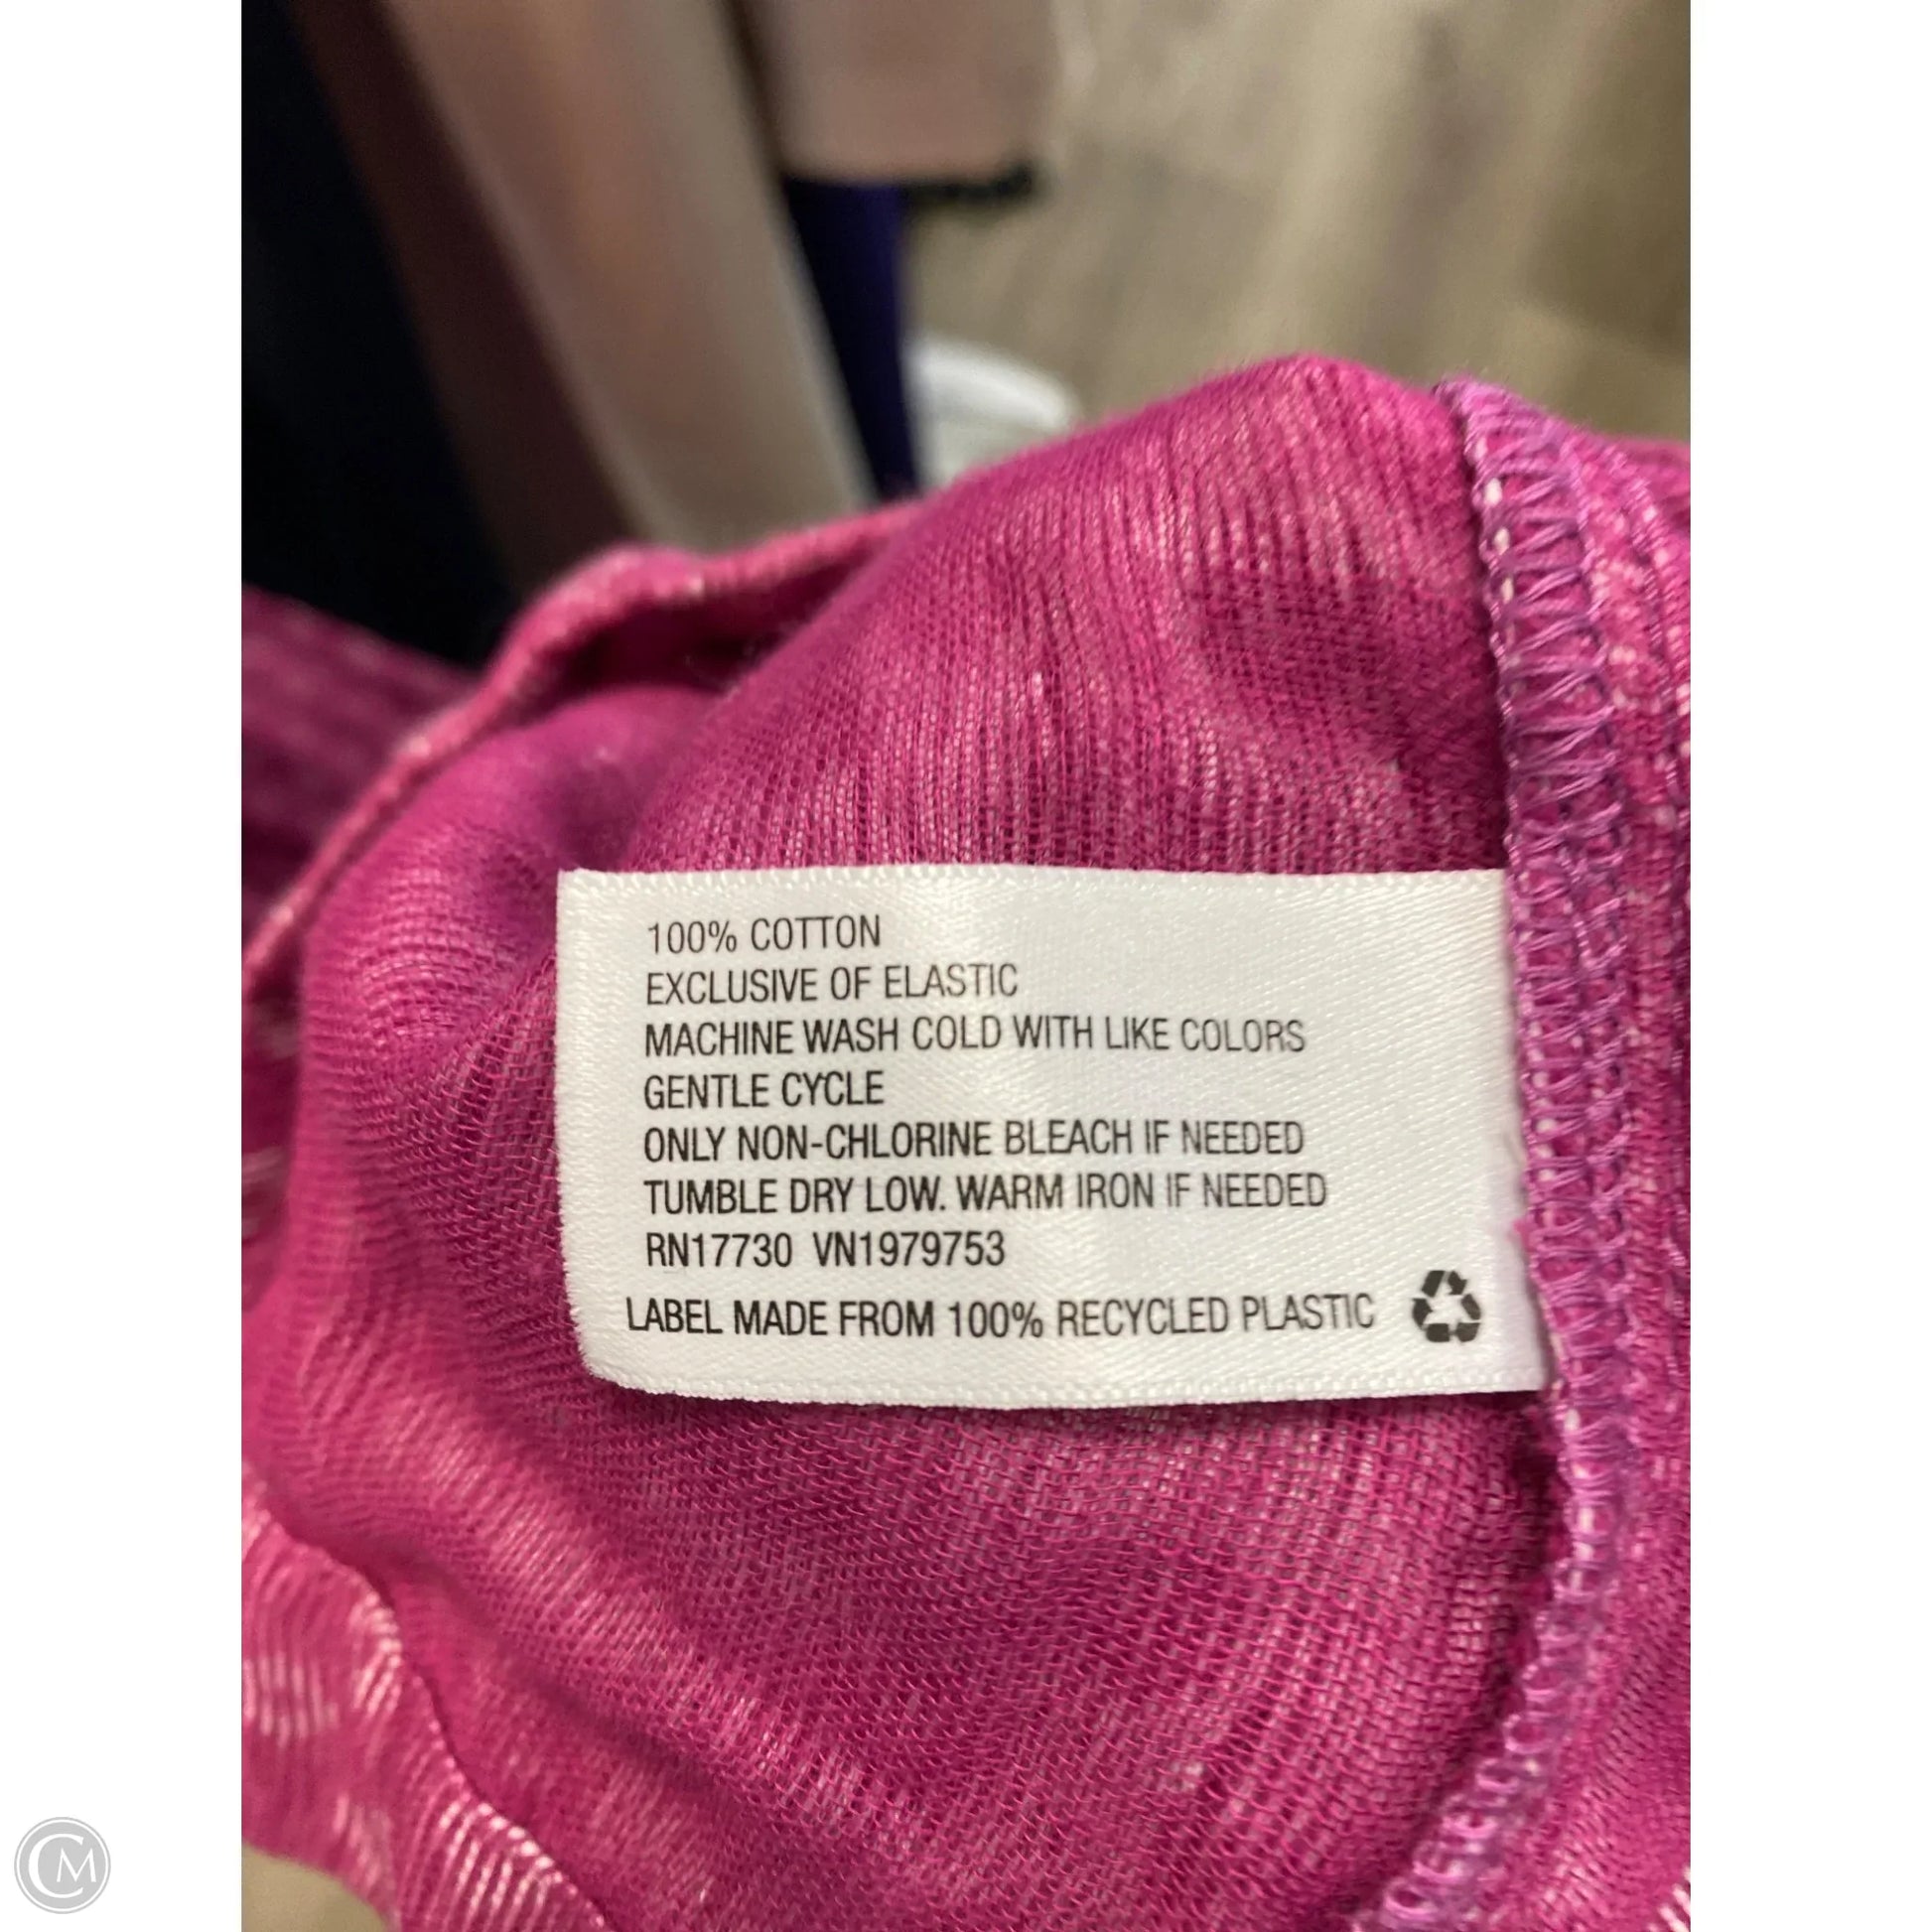 100% COTTON
EXCLUSIVE OF ELASTIC
MACHINE WASH COLD WITH LIKE COLORS
GENTLE CYCLE
ONLY NON-CHLORINE BLEACH IF NEEDED
TUMBLE DRY LOW. WARM IRON IF NEEDED
RN17730 VN1979753
LABEL MADE FROM 100% RECYCLED PLASTIC
CM